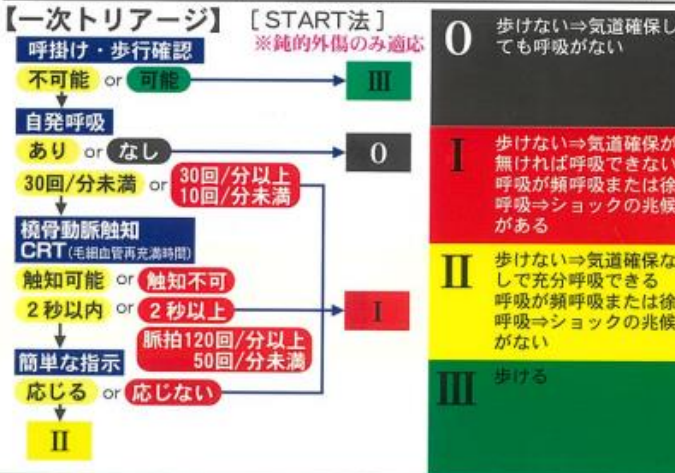 【一次トリアージ】 [START法]
※鈍的外傷のみ適応
呼掛け・歩行確認
不可能 or 可能
III
自発呼吸
あり or なし
0
30回/分未満 or 30回/分以上
10回/分未満
橈骨動脈触知
CRT(毛細血管再充満時間)
触知可能 or 触知不可
2秒以内 or 2秒以上
I
脈拍120回/分以上
50回/分未満
簡単な指示
応じる or 応じない
II
0
歩けない⇒気道確保し
ても呼吸がない
I
歩けない⇒気道確保が
無ければ呼吸できない
呼吸が頻呼吸または徐
呼吸⇒ショックの兆候
がある
II
歩けない⇒気道確保な
しで充分呼吸できる
呼吸が頻呼吸または徐
呼吸⇒ショックの兆候
がない
III
歩ける